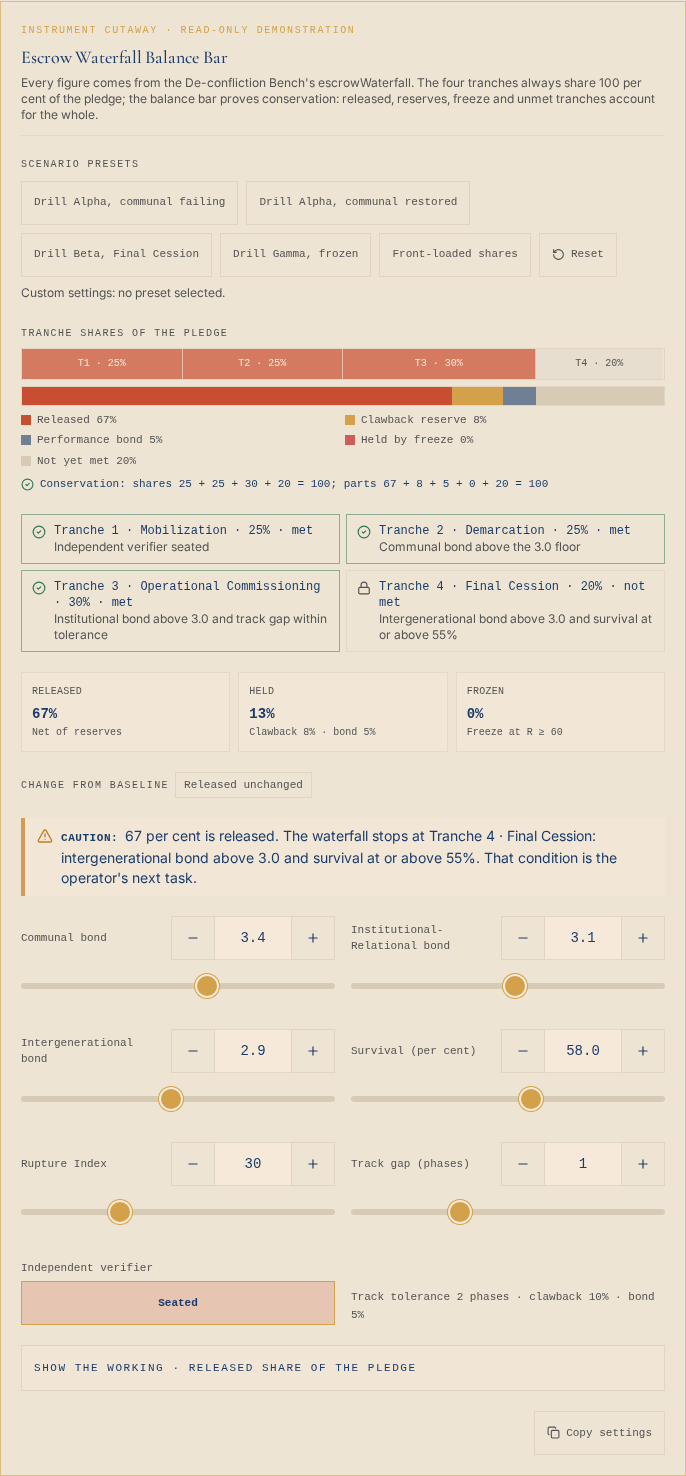 INSTRUMENT CUTAWAY · READ-ONLY DEMONSTRATION
Escrow Waterfall Balance Bar
Every figure comes from the De-confliction Bench's escrowWaterfall. The four tranches always share 100 per
cent of the pledge; the balance bar proves conservation: released, reserves, freeze and unmet tranches account
for the whole.
SCENARIO PRESETS
Drill Alpha, communal failing
Drill Alpha, communal restored
Drill Beta, Final Cession
Drill Gamma, frozen
Front-loaded shares
Reset
Custom settings: no preset selected.
TRANCHE SHARES OF THE PLEDGE
T1 · 25%
T2 · 25%
T3 · 30%
T4 · 20%
Released 67%
Clawback reserve 8%
Performance bond 5%
Held by freeze 0%
Not yet met 20%
Conservation: shares 25 + 25 + 30 + 20 = 100; parts 67 + 8 + 5 + 0 + 20 = 100
Tranche 1 · Mobilization · 25% · met
Independent verifier seated
Tranche 2 · Demarcation · 25% · met
Communal bond above the 3.0 floor
Tranche 3 · Operational Commissioning
· 30% · met
Institutional bond above 3.0 and track gap within
tolerance
Tranche 4 · Final Cession · 20% · not
met
Intergenerational bond above 3.0 and survival at
or above 55%
RELEASED
67%
Net of reserves
HELD
13%
Clawback 8% · bond 5%
FROZEN
0%
Freeze at R ≥ 60
CHANGE FROM BASELINE
Released unchanged
CAUTION: 67 per cent is released. The waterfall stops at Tranche 4 · Final Cession:
intergenerational bond above 3.0 and survival at or above 55%. That condition is the
operator's next task.
Communal bond
− 3.4 +
Institutional-
Relational bond
− 3.1 +
Intergenerational
bond
− 2.9 +
Survival (per cent)
− 58.0 +
Rupture Index
− 30 +
Track gap (phases)
− 1 +
Independent verifier
Seated
Track tolerance 2 phases · clawback 10% · bond
5%
SHOW THE WORKING · RELEASED SHARE OF THE PLEDGE
Copy settings